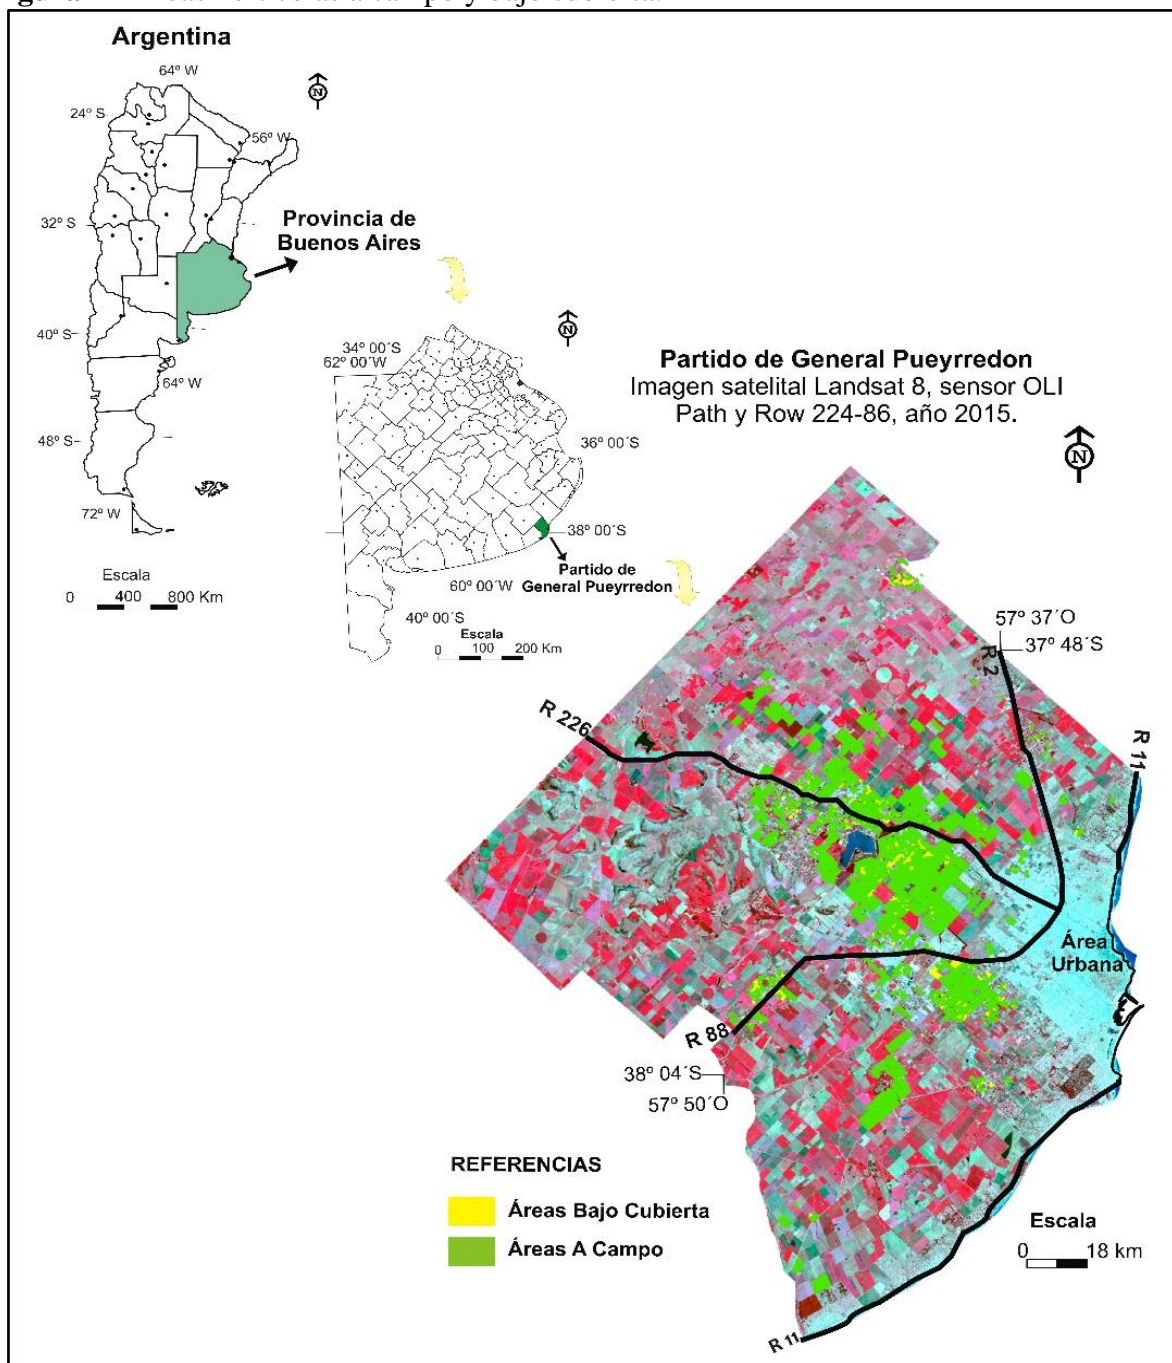 Argentina
64º W
N
24º S
56º W
32º S
Provincia de
Buenos Aires
40º S
64º W
48º S
72º W
Escala
0 400 800 Km
N
34º 00´S
62º 00´W
36º 00´S
38º 00´S
Partido de
General Pueyrredon
60º 00´W
40º 00´S
Escala
0 100 200 Km
Partido de General Pueyrredon
Imagen satelital Landsat 8, sensor OLI
Path y Row 224-86, año 2015.
N
57º 37´O
37º 48´S
R 2
R 226
R 11
Área
Urbana
R 88
38º 04´S
57º 50´O
REFERENCIAS
Áreas Bajo Cubierta
Áreas A Campo
Escala
0 18 km
R 11